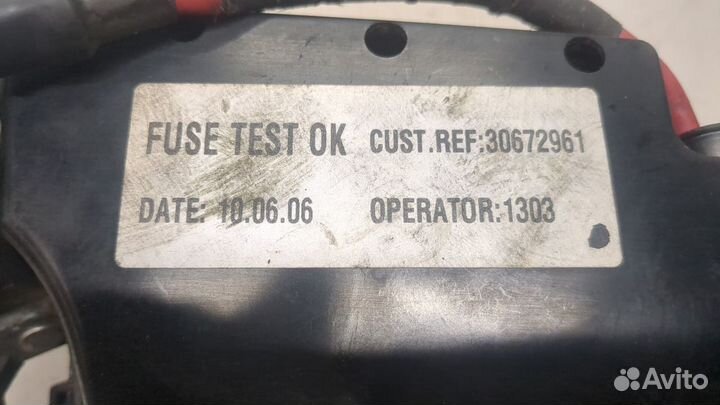 FUSE TEST OK CUST.REF:30672961
DATE: 10.06.06 OPERATOR:1303
Avito